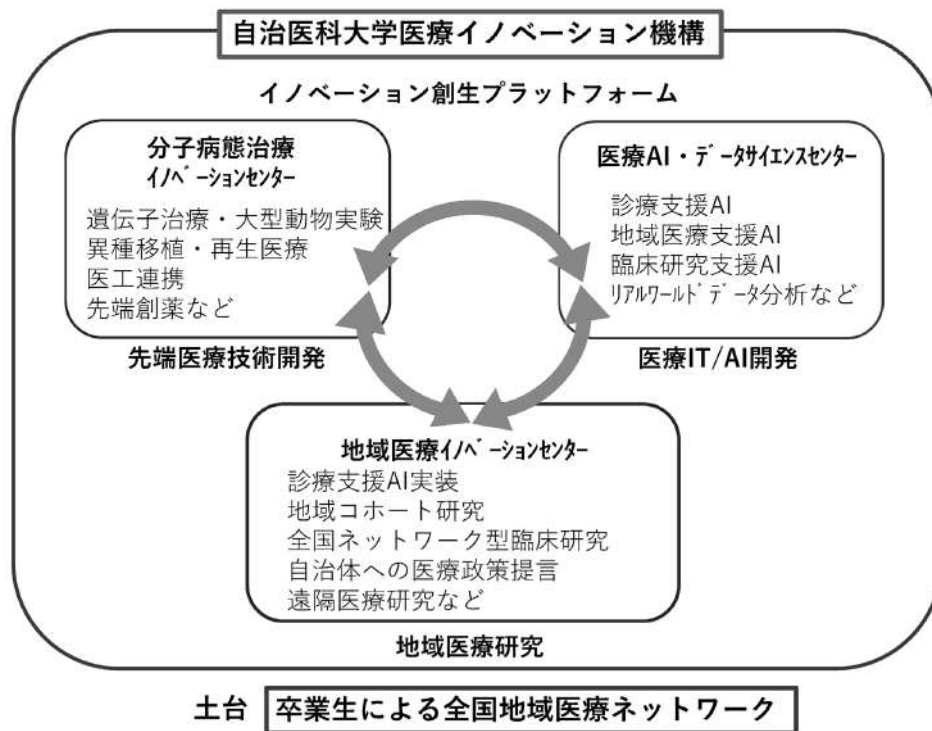 自治医科大学医療イノベーション機構
イノベーション創生プラットフォーム
分子病態治療
ｲﾉﾍﾞｰｼｮﾝセンター
遺伝子治療・大型動物実験
異種移植・再生医療
医工連携
先端創薬など
先端医療技術開発
医療AI・ﾃﾞｰﾀサイエンスセンター
診療支援AI
地域医療支援AI
臨床研究支援AI
ﾘｱﾙﾜｰﾙﾄﾞﾃﾞｰﾀ分析など
医療IT/AI開発
地域医療ｲﾉﾍﾞｰｼｮﾝｾﾝﾀｰ
診療支援AI実装
地域コホート研究
全国ネットワーク型臨床研究
自治体への医療政策提言
遠隔医療研究など
地域医療研究
土台 卒業生による全国地域医療ネットワーク